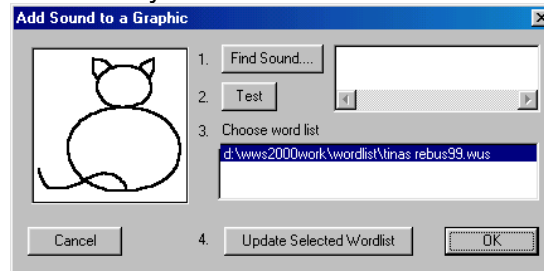 Add Sound to a Graphic
1. Find Sound....
2. Test
3. Choose word list
d:\wws2000work\wordlist\tinas rebus99.wus
Cancel
4. Update Selected Wordlist
OK